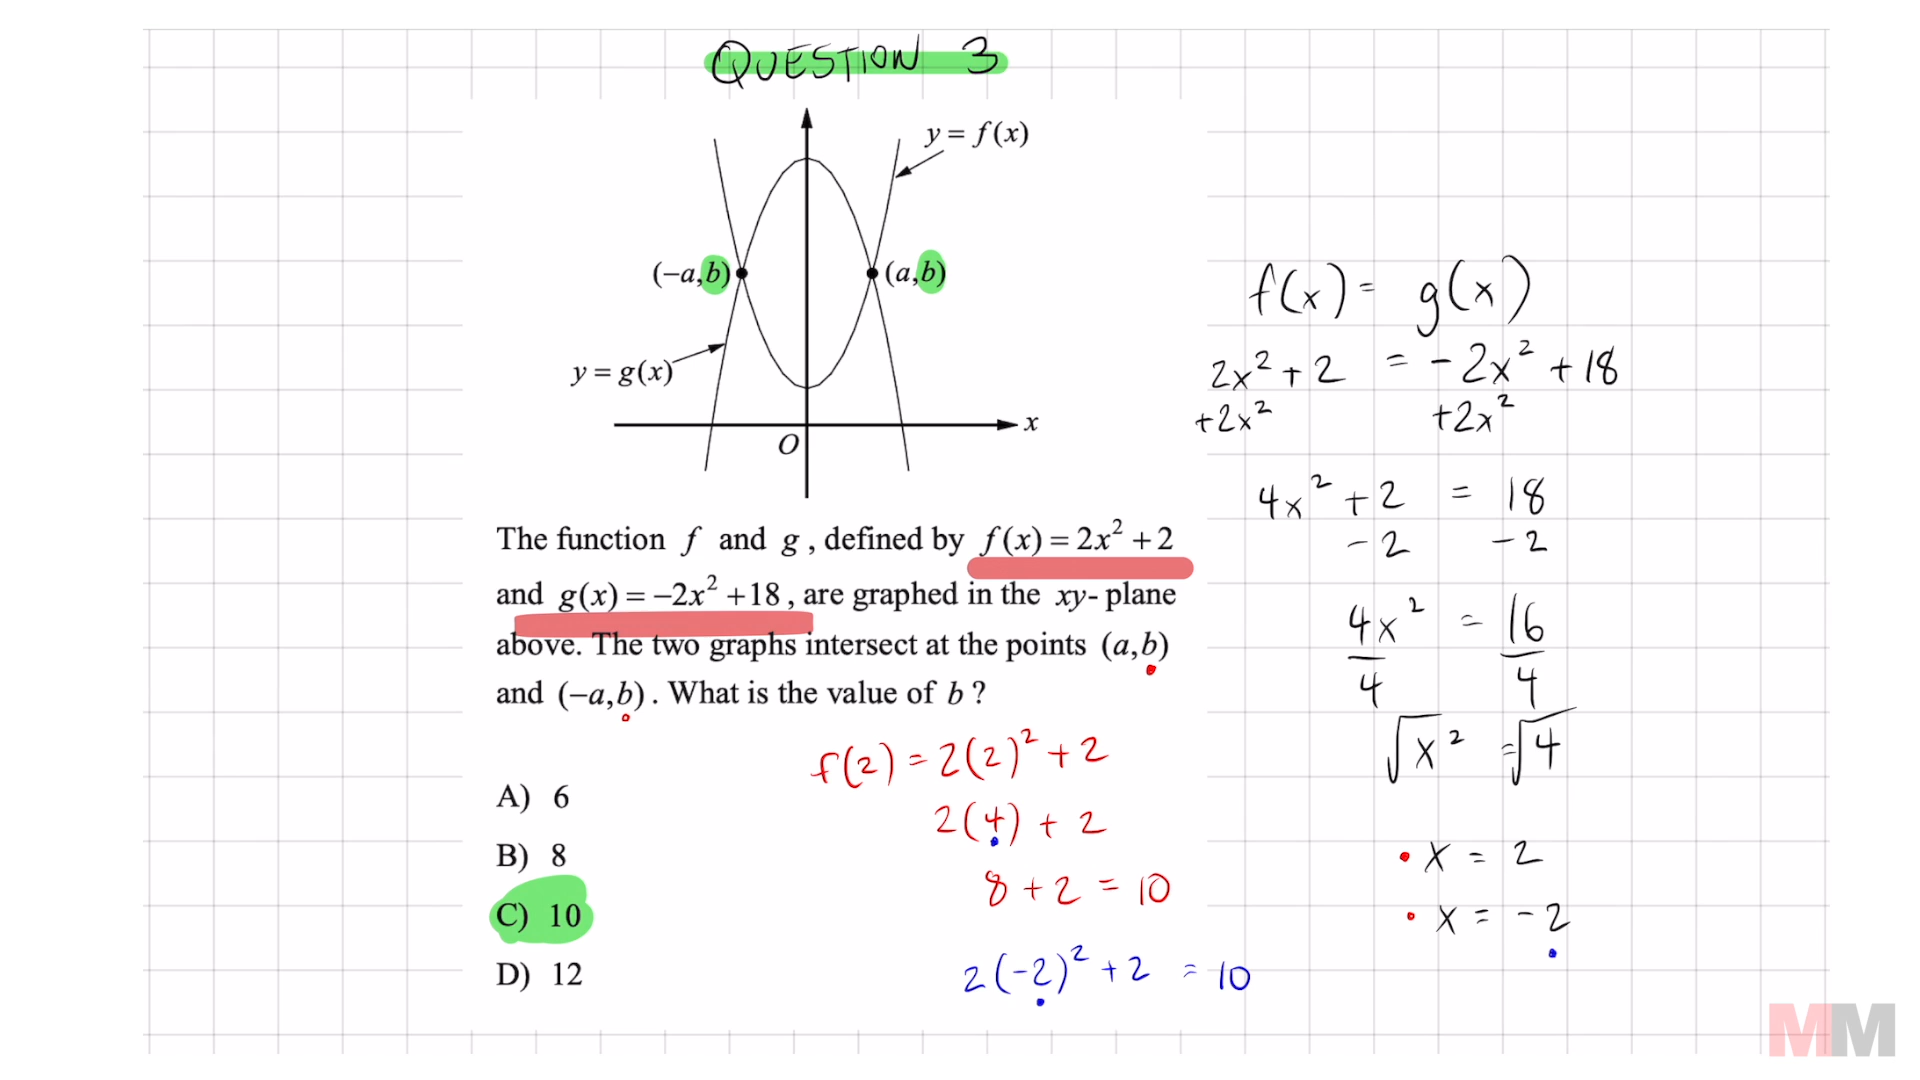 QUESTION 3
y = f(x)
(−a,b)
(a,b)
y = g(x)
x
O
The function f and g, defined by f(x) = 2x² + 2
and g(x) = −2x² +18, are graphed in the xy- plane
above. The two graphs intersect at the points (a,b)
and (−a,b). What is the value of b?
A) 6
B) 8
C) 10
D) 12
f(2) = 2(2)² + 2
2(4) + 2
8 + 2 = 10
2(-2)² + 2 = 10
f(x) = g(x)
2x² + 2 = -2x² + 18
+2x² +2x²
4x² + 2 = 18
-2 -2
4x² = 16
4 4
√x² = √4
x = 2
x = -2
MM